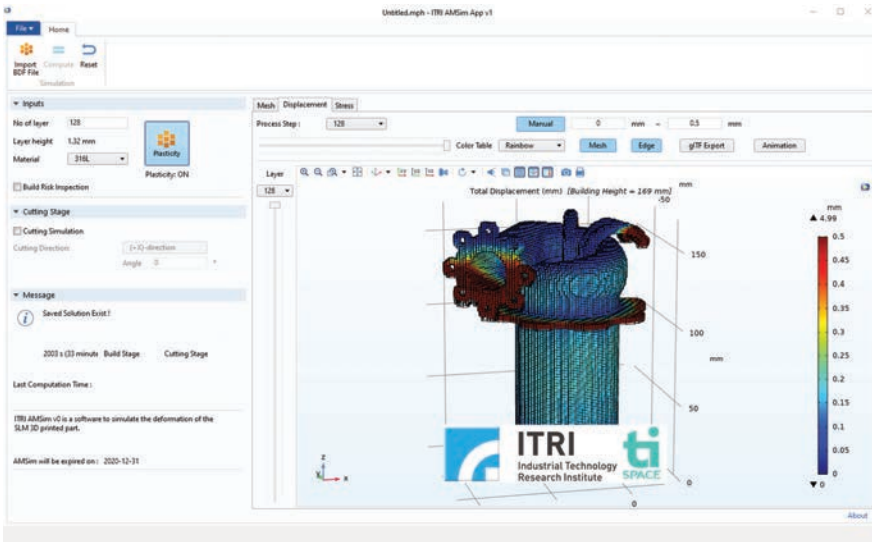 Untitled.mph - ITRI AMSim App v1
File Home
Import BDF File
Compute
Reset
Simulation
Inputs
No of layer 128
Layer height 1.32 mm
Material 316L
Plasticity
Plasticity: ON
Build Risk Inspection
Cutting Stage
Cutting Simulation
Cutting Direction: (+X)-direction
Angle 0 °
Message
Saved Solution Exist !
2003 s (33 minute Build Stage Cutting Stage
Last Computation Time :
ITRI AMSim v0 is a software to simulate the deformation of the
SLM 3D printed part.
AMSim will be expired on : 2020-12-31
Mesh Displacement Stress
Process Step : 128 Manual 0 mm ~ 0.5 mm
Color Table Rainbow Mesh Edge glTF Export Animation
Layer
128
Total Displacement (mm) [Building Height = 169 mm]
mm
-50
150
100
mm
50
0
0
z
y
x
mm
▲ 4.99
0.5
0.45
0.4
0.35
0.3
0.25
0.2
0.15
0.1
0.05
0
▼ 0
ITRI
Industrial Technology
Research Institute
ti
SPACE
About